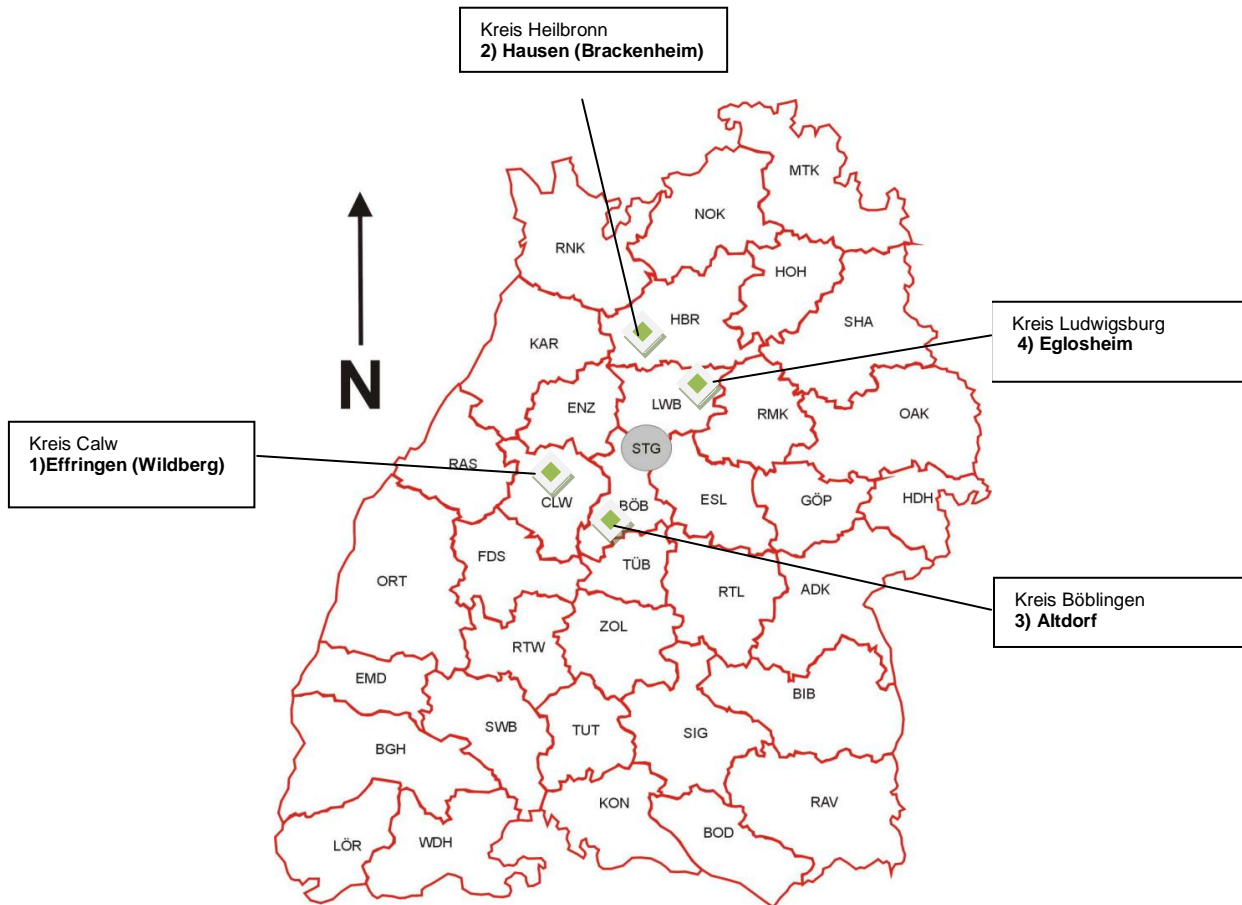 Kreis Heilbronn
2) Hausen (Brackenheim)
MTK
NOK
RNK
HOH
HBR
SHA
KAR
Kreis Ludwigsburg
4) Eglosheim
N
ENZ
LWB
RMK
OAK
Kreis Calw
1)Effringen (Wildberg)
STG
RAS
CLW
BÖB
ESL
GÖP
HDH
FDS
TÜB
ORT
RTL
ADK
Kreis Böblingen
3) Altdorf
RTW
ZOL
EMD
BIB
SWB
TUT
SIG
BGH
KON
RAV
LÖR
WDH
BOD